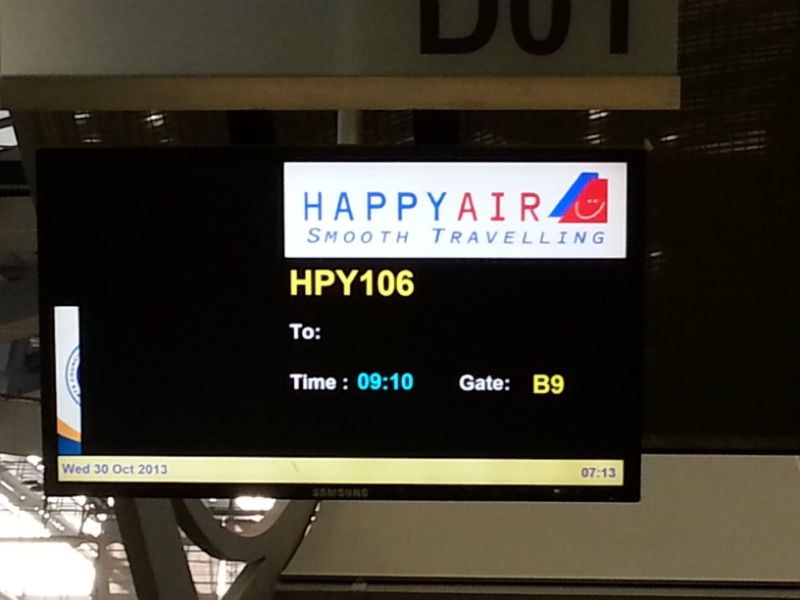 HAPPYAIR
SMOOTH TRAVELLING
HPY106
To:
Time : 09:10 Gate: B9
Wed 30 Oct 2013 07:13
SAMSUNG